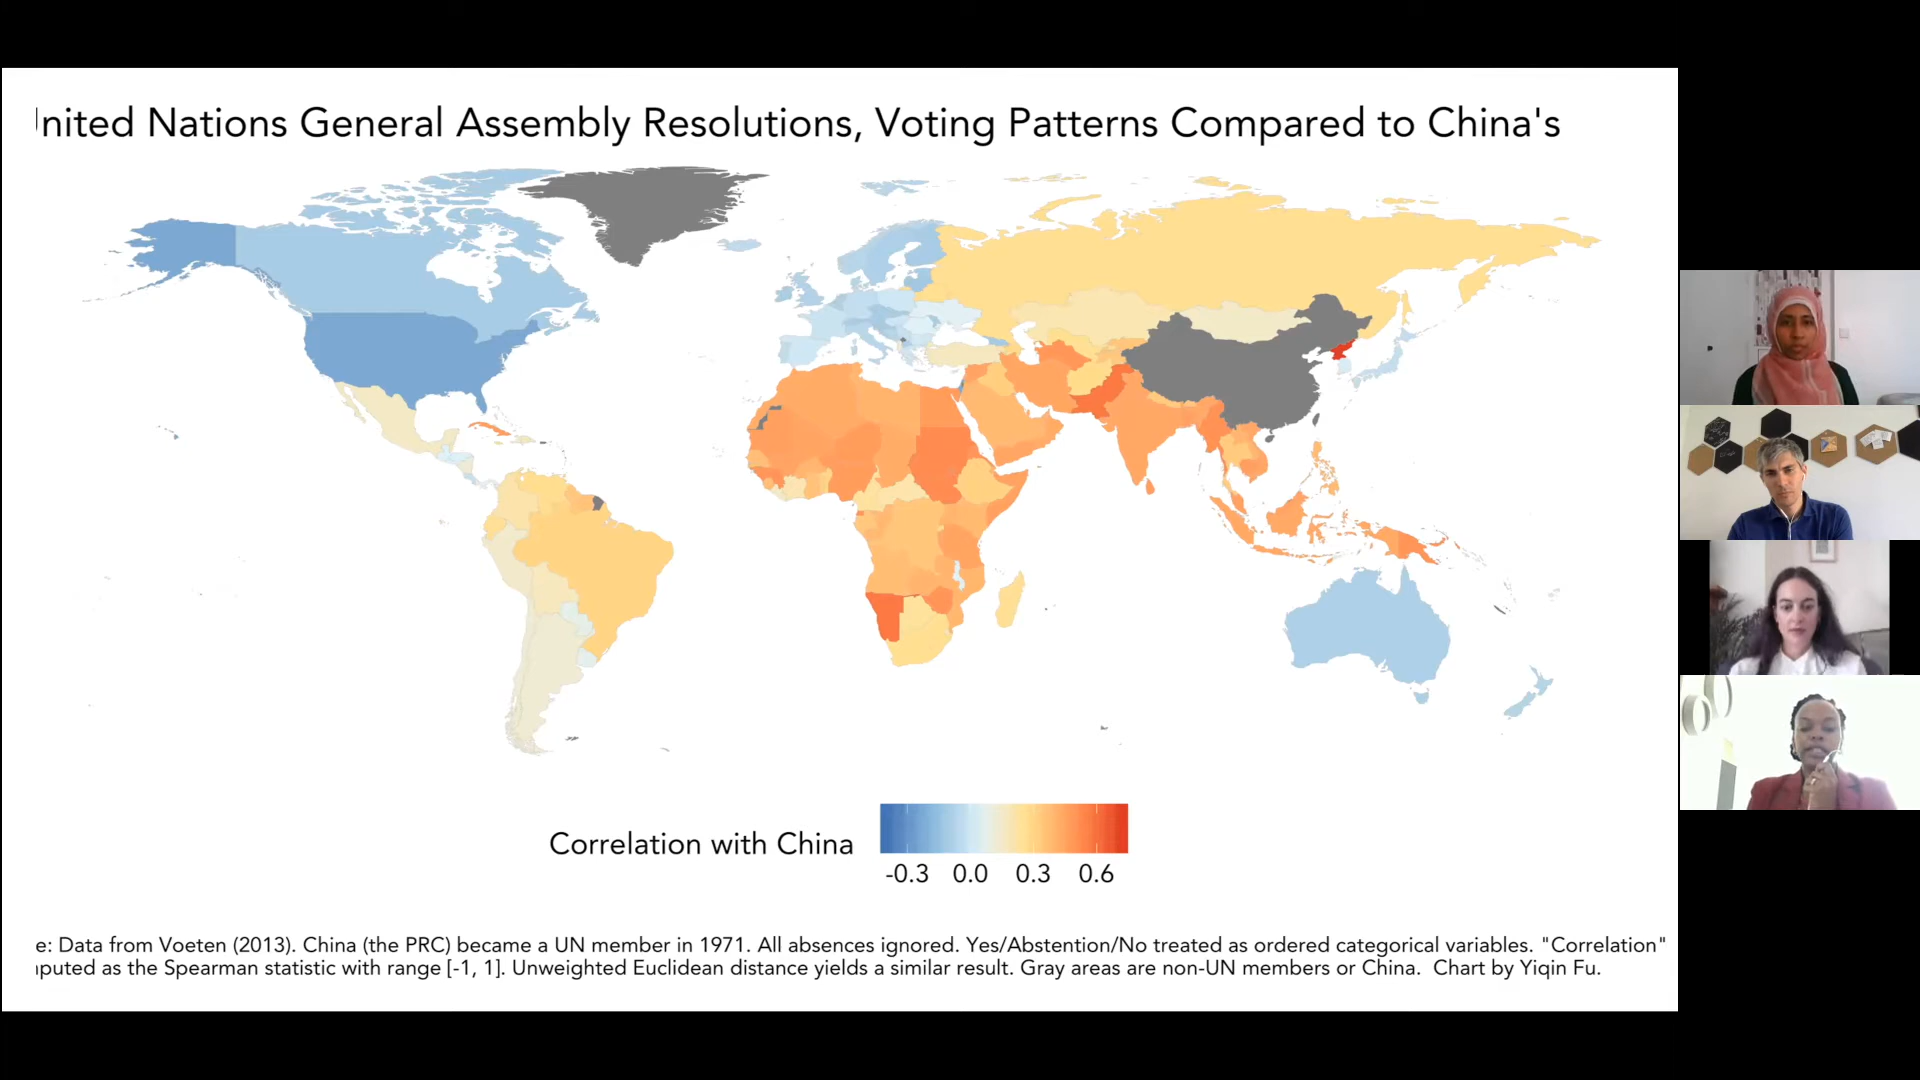 nited Nations General Assembly Resolutions, Voting Patterns Compared to China's
Correlation with China
-0.3 0.0 0.3 0.6
e: Data from Voeten (2013). China (the PRC) became a UN member in 1971. All absences ignored. Yes/Abstention/No treated as ordered categorical variables. "Correlation"
puted as the Spearman statistic with range [-1, 1]. Unweighted Euclidean distance yields a similar result. Gray areas are non-UN members or China. Chart by Yiqin Fu.